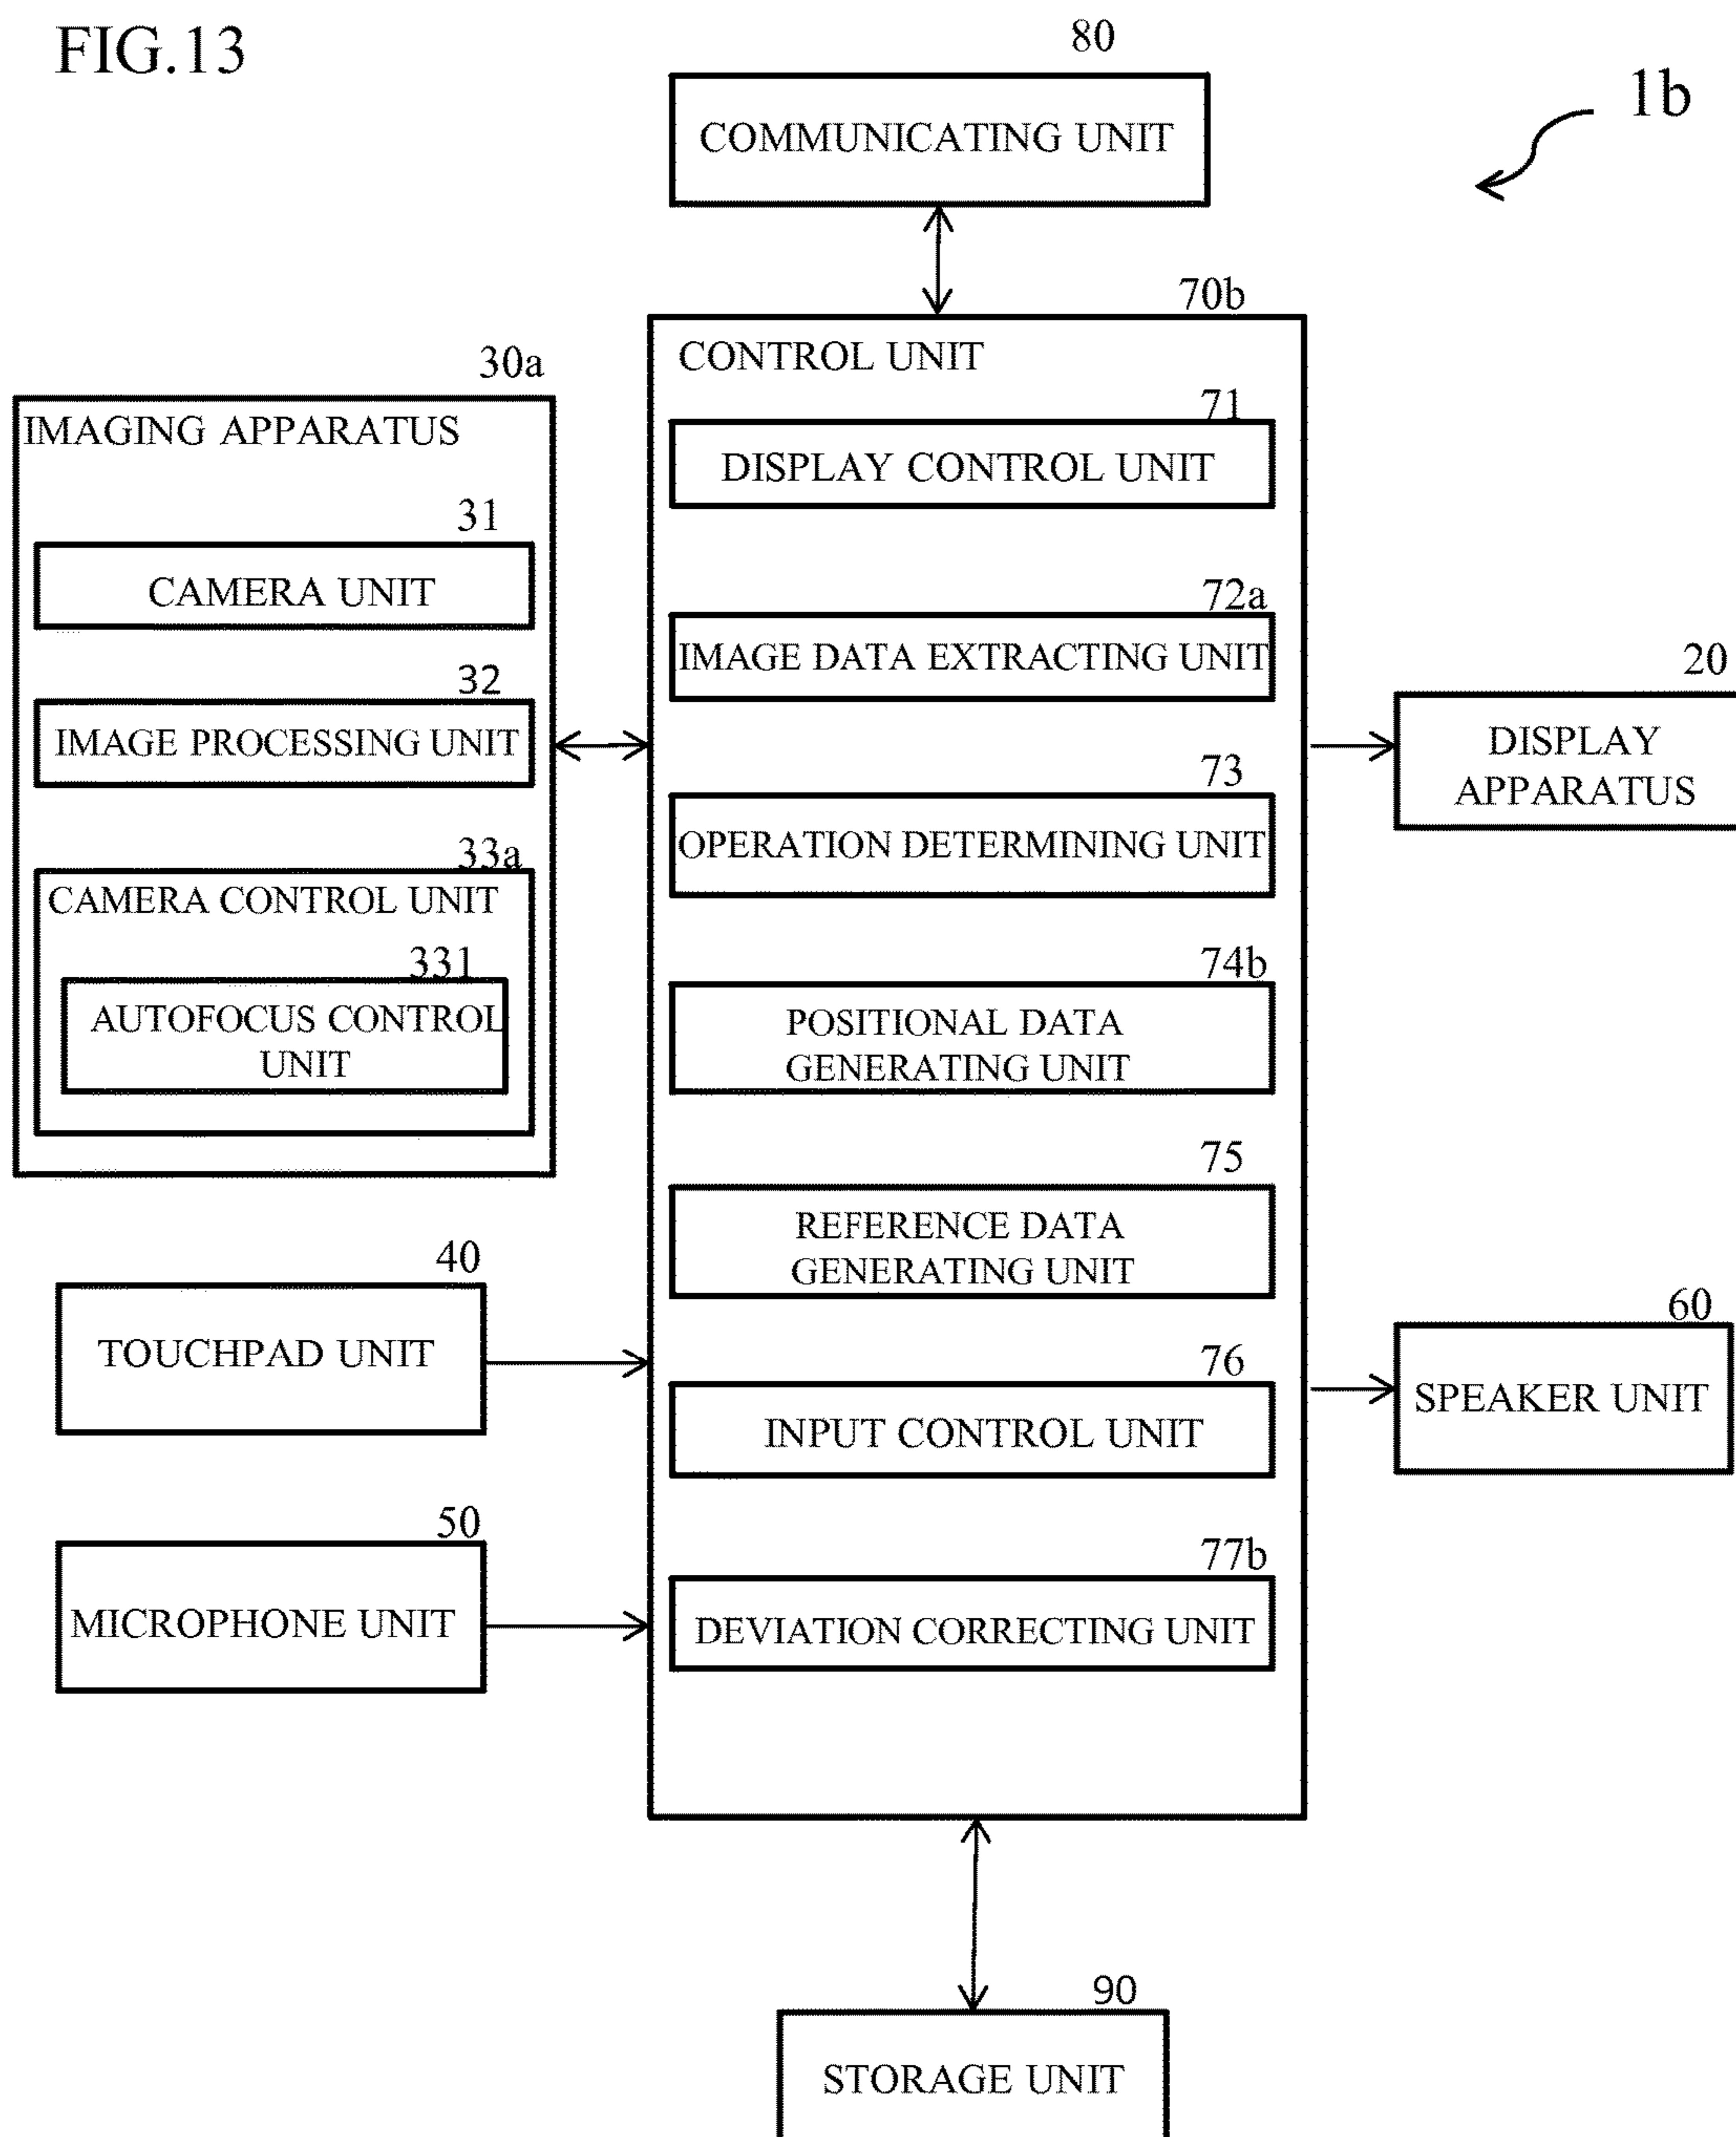 FIG.13
80
1b
COMMUNICATING UNIT
70b
CONTROL UNIT
30a
IMAGING APPARATUS
31
CAMERA UNIT
32
IMAGE PROCESSING UNIT
33a
CAMERA CONTROL UNIT
331
AUTOFOCUS CONTROL
UNIT
71
DISPLAY CONTROL UNIT
72a
IMAGE DATA EXTRACTING UNIT
73
OPERATION DETERMINING UNIT
74b
POSITIONAL DATA
GENERATING UNIT
75
REFERENCE DATA
GENERATING UNIT
76
INPUT CONTROL UNIT
77b
DEVIATION CORRECTING UNIT
20
DISPLAY
APPARATUS
40
TOUCHPAD UNIT
60
SPEAKER UNIT
50
MICROPHONE UNIT
90
STORAGE UNIT